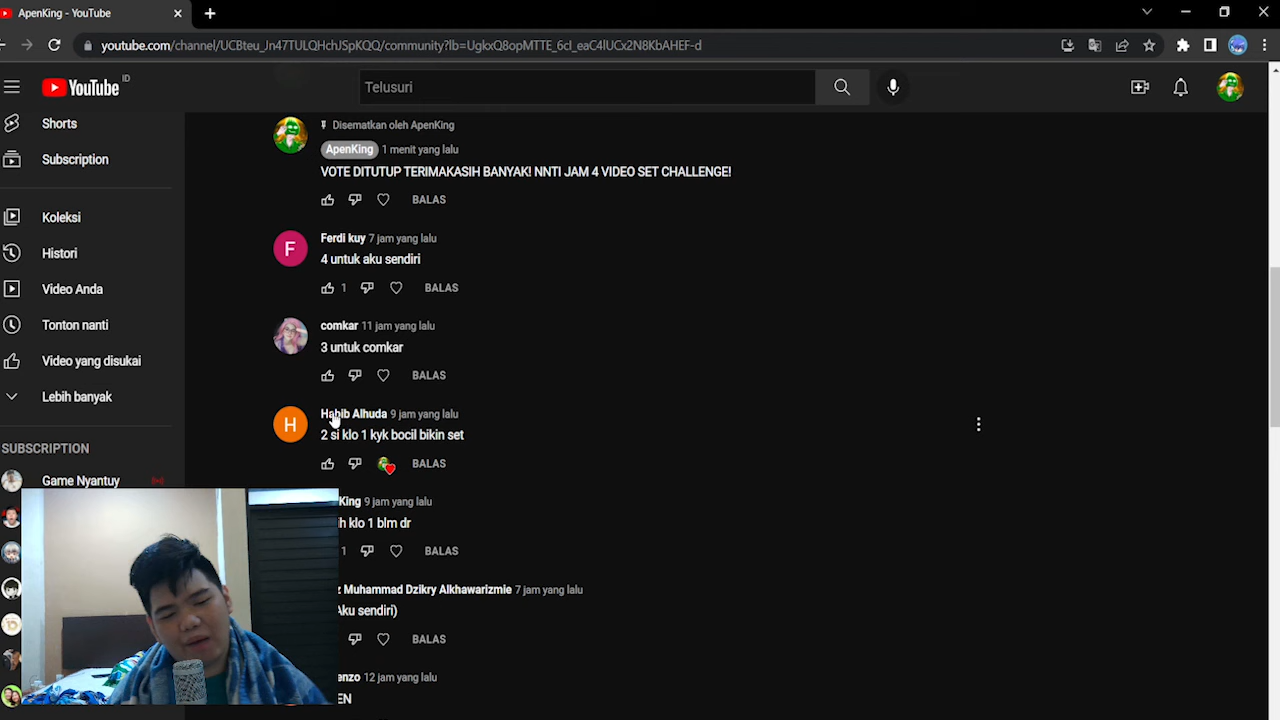 ApenKing - YouTube
youtube.com/channel/UCBteu_Jn47TULQHchJSpKQQ/community?lb=UgkxQ8opMTTE_6cl_eaC4lUCx2N8KbAHEF-d
YouTube ID
Telusuri
Shorts
Subscription
Koleksi
Histori
Video Anda
Tonton nanti
Video yang disukai
Lebih banyak
SUBSCRIPTION
Game Nyantuy
Disematkan oleh ApenKing
ApenKing 1 menit yang lalu
VOTE DITUTUP TERIMAKASIH BANYAK! NNTI JAM 4 VIDEO SET CHALLENGE!
BALAS
F
Ferdi kuy 7 jam yang lalu
4 untuk aku sendiri
1 BALAS
comkar 11 jam yang lalu
3 untuk comkar
BALAS
H
Habib Alhuda 9 jam yang lalu
2 si klo 1 kyk bocil bikin set
BALAS
King 9 jam yang lalu
ih klo 1 blm dr
1 BALAS
z Muhammad Dzikry Alkhawarizmie 7 jam yang lalu
Aku sendiri)
BALAS
enzo 12 jam yang lalu
EN